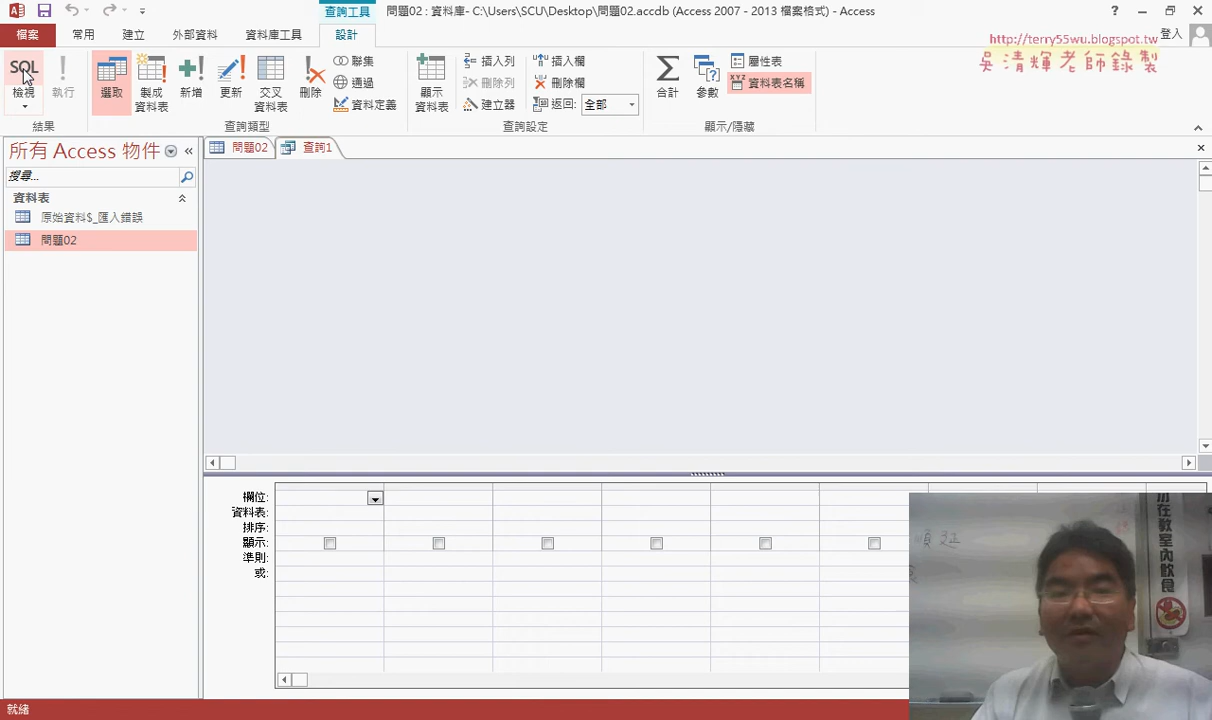 查詢工具
問題02 : 資料庫- C:\Users\SCU\Desktop\問題02.accdb (Access 2007 - 2013 檔案格式) - Access
檔案 常用 建立 外部資料 資料庫工具 設計 登入
http://terry55wu.blogspot.tw
吳清輝老師錄製
SQL
檢視
執行
選取
製成
資料表
新增
更新
交叉
資料表
刪除
聯集
通過
資料定義
顯示
資料表
插入列
刪除列
建立器
插入欄
刪除欄
返回: 全部
合計
參數
屬性表
XYZ 資料表名稱
結果 查詢類型 查詢設定 顯示/隱藏
所有 Access 物件
搜尋...
資料表
原始資料$_匯入錯誤
問題02
問題02 查詢1
欄位:
資料表:
排序:
顯示:
準則:
或:
在教室內飲食
就緒